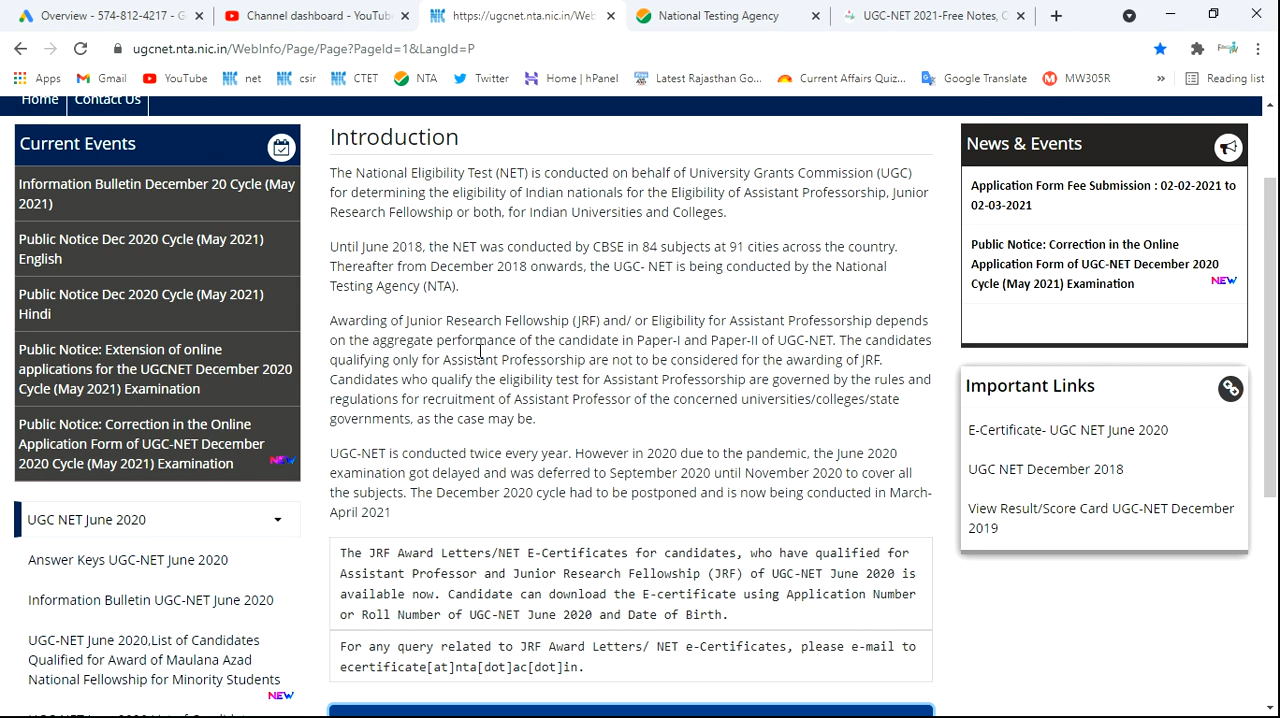 Overview - 574-812-4217 - G
Channel dashboard - YouTube
https://ugcnet.nta.nic.in/Web
National Testing Agency
UGC-NET 2021-Free Notes, C
ugcnet.nta.nic.in/WebInfo/Page/Page?PageId=1&LangId=P
Apps
Gmail
YouTube
net
csir
CTET
NTA
Twitter
Home | hPanel
Latest Rajasthan Go...
Current Affairs Quiz...
Google Translate
MW305R
»
Reading list
Home
Contact Us
Current Events
Information Bulletin December 20 Cycle (May
2021)
Public Notice Dec 2020 Cycle (May 2021)
English
Public Notice Dec 2020 Cycle (May 2021)
Hindi
Public Notice: Extension of online
applications for the UGCNET December 2020
Cycle (May 2021) Examination
Public Notice: Correction in the Online
Application Form of UGC-NET December
2020 Cycle (May 2021) Examination
NEW
UGC NET June 2020
Answer Keys UGC-NET June 2020
Information Bulletin UGC-NET June 2020
UGC-NET June 2020.List of Candidates
Qualified for Award of Maulana Azad
National Fellowship for Minority Students
NEW
Introduction
The National Eligibility Test (NET) is conducted on behalf of University Grants Commission (UGC)
for determining the eligibility of Indian nationals for the Eligibility of Assistant Professorship, Junior
Research Fellowship or both, for Indian Universities and Colleges.
Until June 2018, the NET was conducted by CBSE in 84 subjects at 91 cities across the country.
Thereafter from December 2018 onwards, the UGC- NET is being conducted by the National
Testing Agency (NTA).
Awarding of Junior Research Fellowship (JRF) and/ or Eligibility for Assistant Professorship depends
on the aggregate performance of the candidate in Paper-I and Paper-II of UGC-NET. The candidates
qualifying only for Assistant Professorship are not to be considered for the awarding of JRF.
Candidates who qualify the eligibility test for Assistant Professorship are governed by the rules and
regulations for recruitment of Assistant Professor of the concerned universities/colleges/state
governments, as the case may be.
UGC-NET is conducted twice every year. However in 2020 due to the pandemic, the June 2020
examination got delayed and was deferred to September 2020 until November 2020 to cover all
the subjects. The December 2020 cycle had to be postponed and is now being conducted in March-
April 2021
The JRF Award Letters/NET E-Certificates for candidates, who have qualified for
Assistant Professor and Junior Research Fellowship (JRF) of UGC-NET June 2020 is
available now. Candidate can download the E-certificate using Application Number
or Roll Number of UGC-NET June 2020 and Date of Birth.
For any query related to JRF Award Letters/ NET e-Certificates, please e-mail to
ecertificate[at]nta[dot]ac[dot]in.
News & Events
Application Form Fee Submission : 02-02-2021 to
02-03-2021
Public Notice: Correction in the Online
Application Form of UGC-NET December 2020
Cycle (May 2021) Examination
NEW
Important Links
E-Certificate- UGC NET June 2020
UGC NET December 2018
View Result/Score Card UGC-NET December
2019